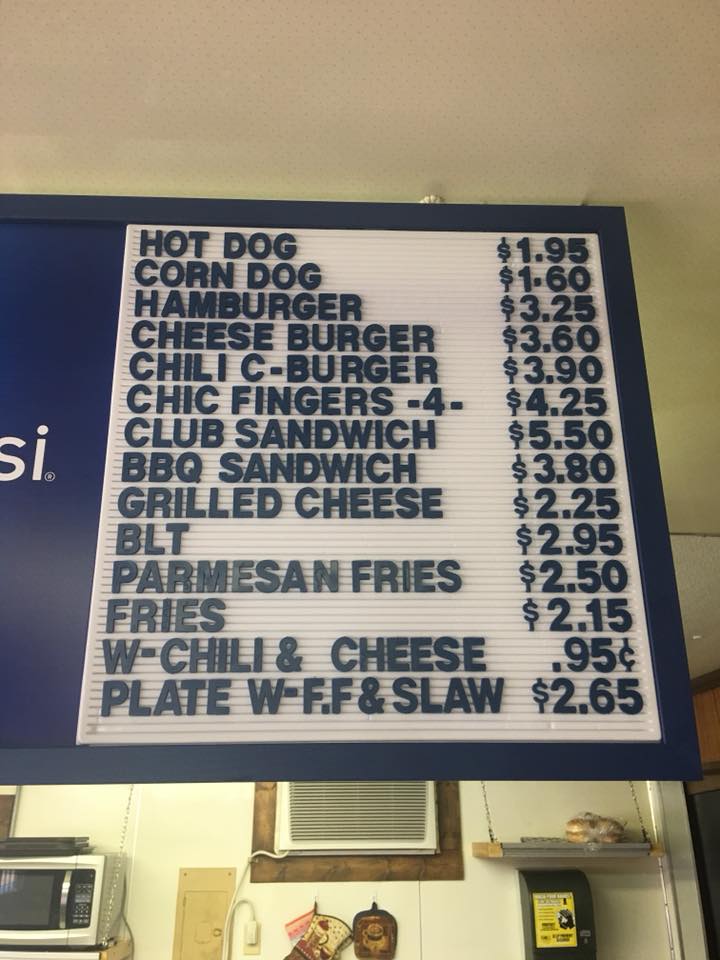 HOT DOG $1.95
CORN DOG $1.60
HAMBURGER $3.25
CHEESE BURGER $3.60
CHILI C-BURGER $3.90
CHIC FINGERS -4- $4.25
CLUB SANDWICH $5.50
BBQ SANDWICH $3.80
GRILLED CHEESE $2.25
BLT $2.95
PARMESAN FRIES $2.50
FRIES $2.15
W-CHILI & CHEESE .95¢
PLATE W-F.F & SLAW $2.65
si®